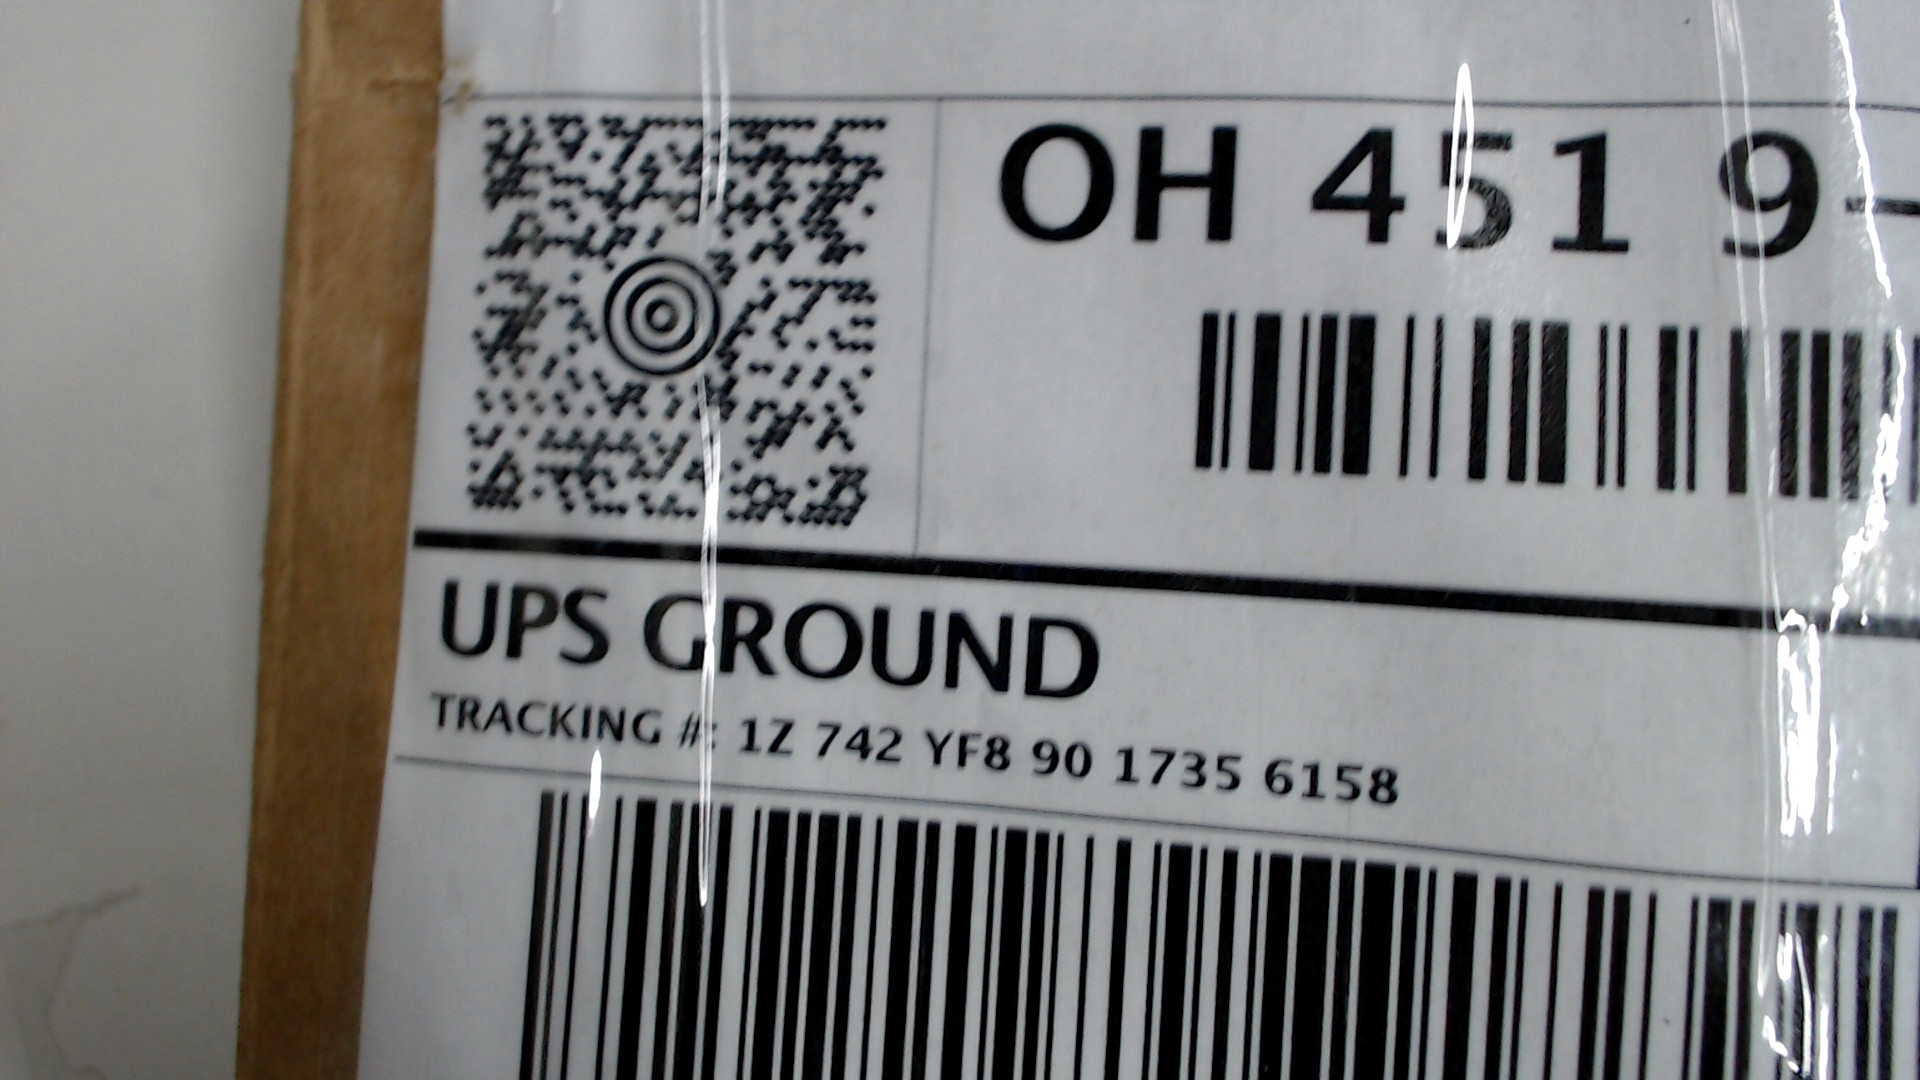 OH 451 9-
UPS GROUND
TRACKING #: 1Z 742 YF8 90 1735 6158